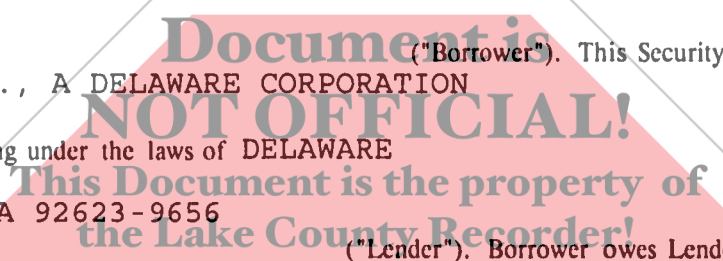 Document is
("Borrower"). This Security
., A DELAWARE CORPORATION
NOT OFFICIAL!
ng under the laws of DELAWARE
This Document is the property of
A 92623-9656
the Lake County Recorder!
("Lender"). Borrower owes Lend